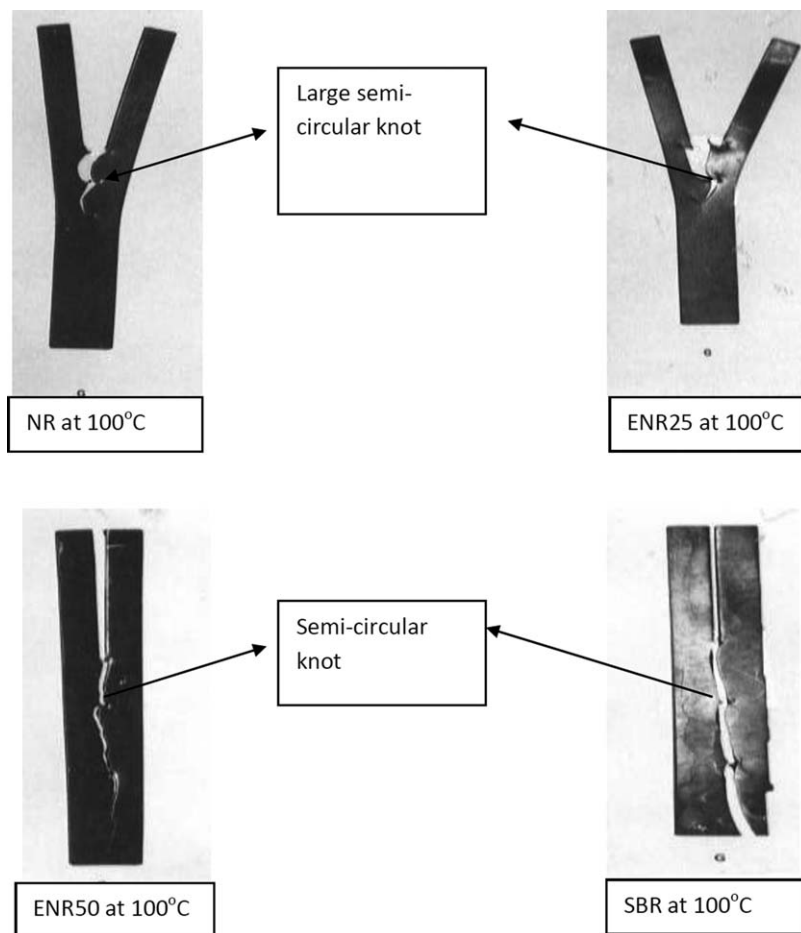 Large semi-
circular knot
G
G
NR at 100°C
ENR25 at 100°C
Semi-circular
knot
G
ENR50 at 100°C
SBR at 100°C